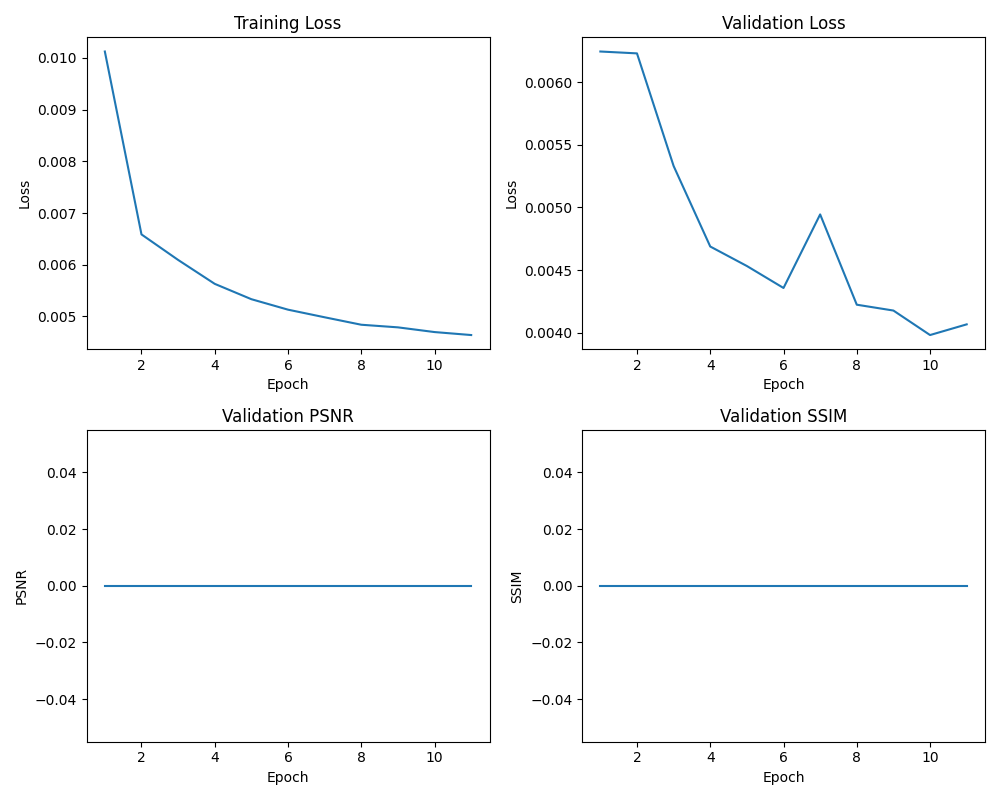 Training Loss
0.010
0.009
0.008
0.007
0.006
0.005
Loss
2 4 6 8 10
Epoch
Validation Loss
0.0060
0.0055
0.0050
0.0045
0.0040
Loss
2 4 6 8 10
Epoch
Validation PSNR
0.04
0.02
0.00
−0.02
−0.04
PSNR
2 4 6 8 10
Epoch
Validation SSIM
0.04
0.02
0.00
−0.02
−0.04
SSIM
2 4 6 8 10
Epoch